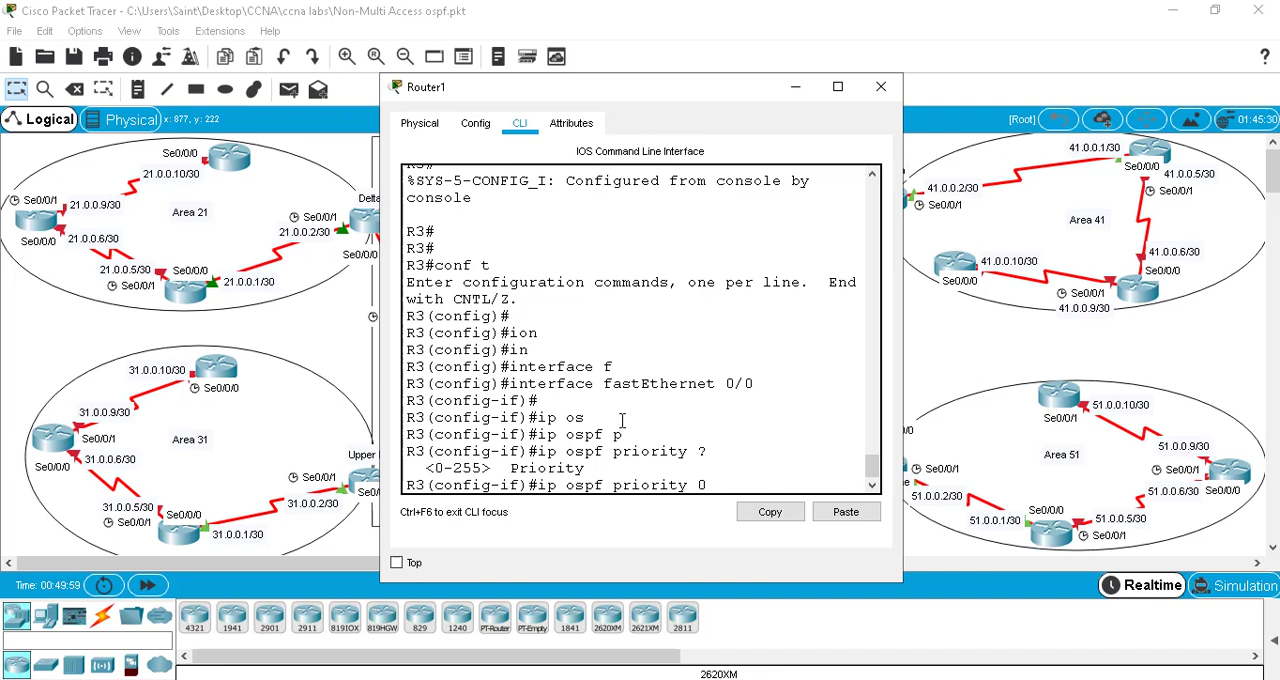 Cisco Packet Tracer - C:\Users\Saint\Desktop\CCNA\ccna labs\Non-Multi Access ospf.pkt
File Edit Options View Tools Extensions Help
?
Logical
Physical
x: 877, y: 222
[Root]
01:45:30
Router1
Physical
Config
CLI
Attributes
IOS Command Line Interface
%SYS-5-CONFIG_I: Configured from console by
console
R3#
R3#
R3#conf t
Enter configuration commands, one per line.  End
with CNTL/Z.
R3(config)#
R3(config)#ion
R3(config)#in
R3(config)#interface f
R3(config)#interface fastEthernet 0/0
R3(config-if)#
R3(config-if)#ip os
R3(config-if)#ip ospf p
R3(config-if)#ip ospf priority ?
<0-255>  Priority
R3(config-if)#ip ospf priority 0
Ctrl+F6 to exit CLI focus
Copy
Paste
Top
Se0/0/0
21.0.0.10/30
Se0/0/1
21.0.0.9/30
Area 21
21.0.0.6/30
Se0/0/0
Se0/0/1
21.0.0.2/30
Delta
Se0/0/0
21.0.0.5/30
Se0/0/0
Se0/0/1
21.0.0.1/30
31.0.0.10/30
Se0/0/0
31.0.0.9/30
Se0/0/1
Area 31
31.0.0.6/30
Se0/0/0
Upper
Se0/0/1
Se0/0
31.0.0.2/30
31.0.0.5/30
Se0/0/0
Se0/0/1
31.0.0.1/30
41.0.0.1/30
Se0/0/0
41.0.0.5/30
Se0/0/1
41.0.0.2/30
Se0/0/1
Area 41
41.0.0.10/30
Se0/0/0
41.0.0.6/30
Se0/0/0
Se0/0/1
41.0.0.9/30
51.0.0.10/30
Se0/0/0
/0/0
51.0.0.9/30
Area 51
Se0/0/1
Se0/0/1
51.0.0.6/30
Se0/0/0
51.0.0.2/30
Se0/0/0
51.0.0.1/30
51.0.0.5/30
Se0/0/1
Time: 00:49:59
Realtime
Simulation
4321
1941
2901
2911
819IOX
819HGW
829
1240
PT-Router
PT-Empty
1841
2620XM
2621XM
2811
2620XM